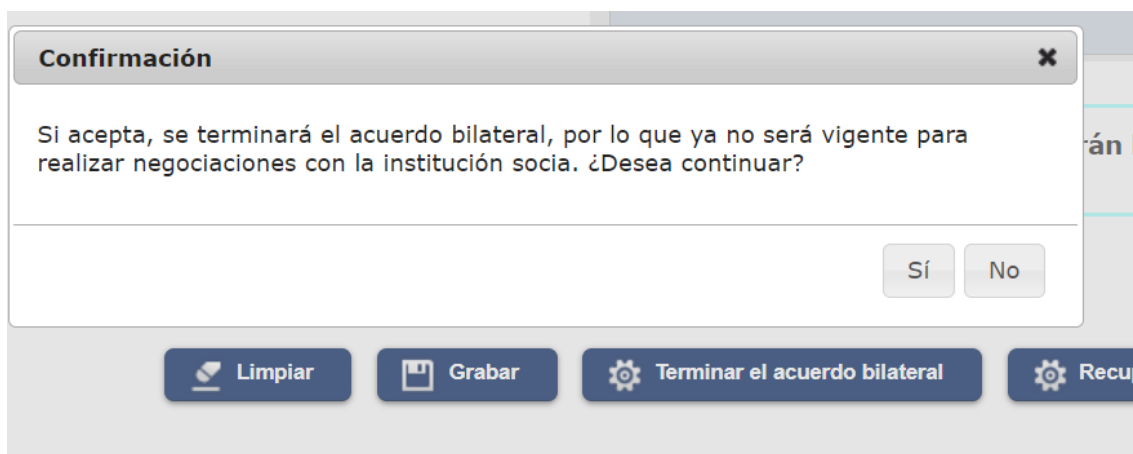 Confirmación
Si acepta, se terminará el acuerdo bilateral, por lo que ya no será vigente para
realizar negociaciones con la institución socia. ¿Desea continuar?
Sí No
Limpiar Grabar Terminar el acuerdo bilateral